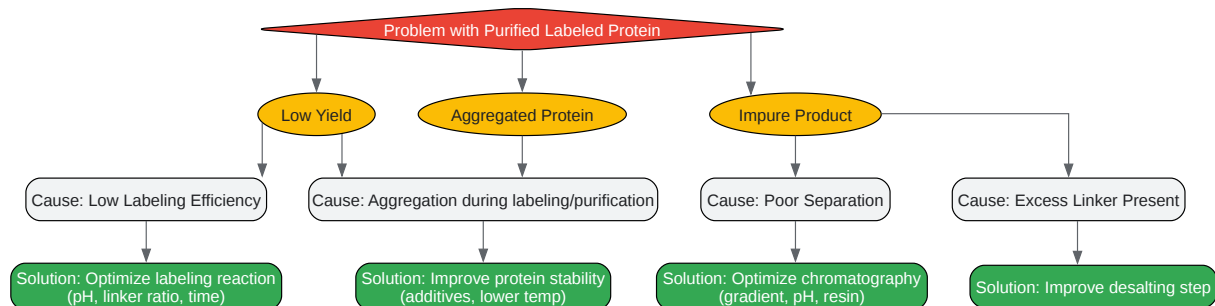 Problem with Purified Labeled Protein
Low Yield
Aggregated Protein
Impure Product
Cause: Low Labeling Efficiency
Cause: Aggregation during labeling/purification
Cause: Poor Separation
Cause: Excess Linker Present
Solution: Optimize labeling reaction
(pH, linker ratio, time)
Solution: Improve protein stability
(additives, lower temp)
Solution: Optimize chromatography
(gradient, pH, resin)
Solution: Improve desalting step